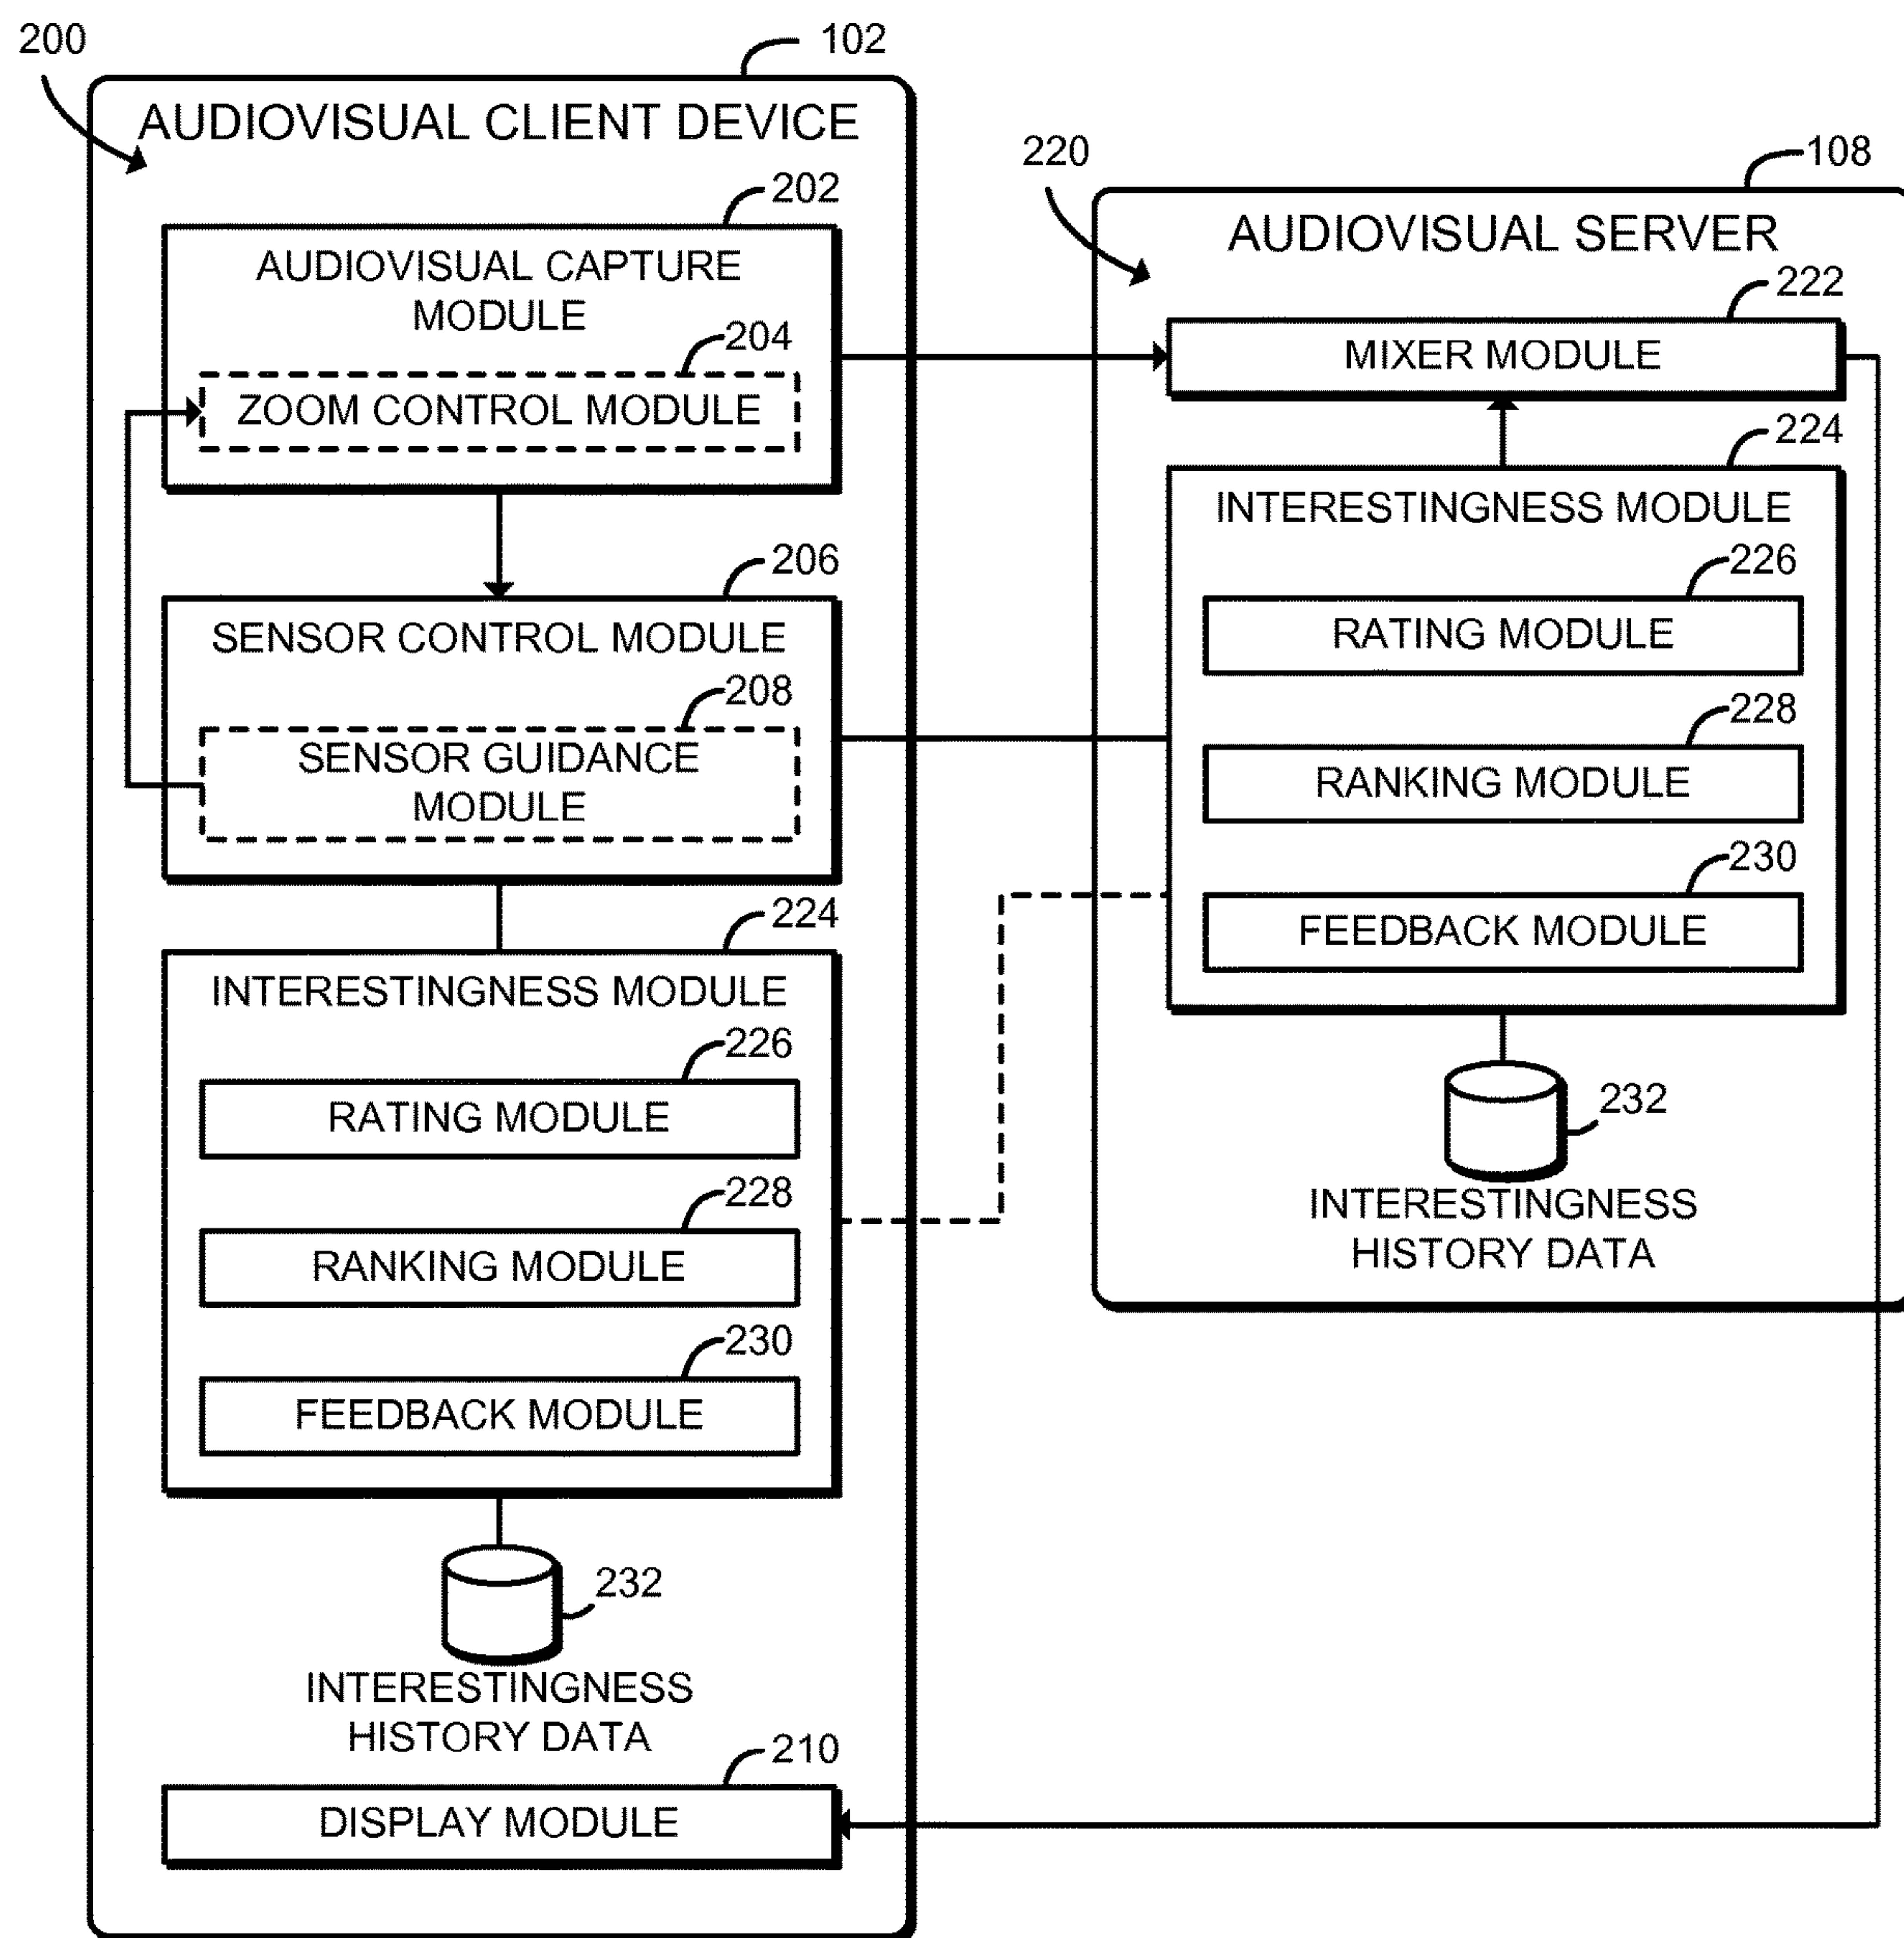 200
102
AUDIOVISUAL CLIENT DEVICE
202
AUDIOVISUAL CAPTURE
MODULE
204
ZOOM CONTROL MODULE
206
SENSOR CONTROL MODULE
208
SENSOR GUIDANCE
MODULE
224
INTERESTINGNESS MODULE
226
RATING MODULE
228
RANKING MODULE
230
FEEDBACK MODULE
232
INTERESTINGNESS
HISTORY DATA
210
DISPLAY MODULE
220
108
AUDIOVISUAL SERVER
222
MIXER MODULE
224
INTERESTINGNESS MODULE
226
RATING MODULE
228
RANKING MODULE
230
FEEDBACK MODULE
232
INTERESTINGNESS
HISTORY DATA